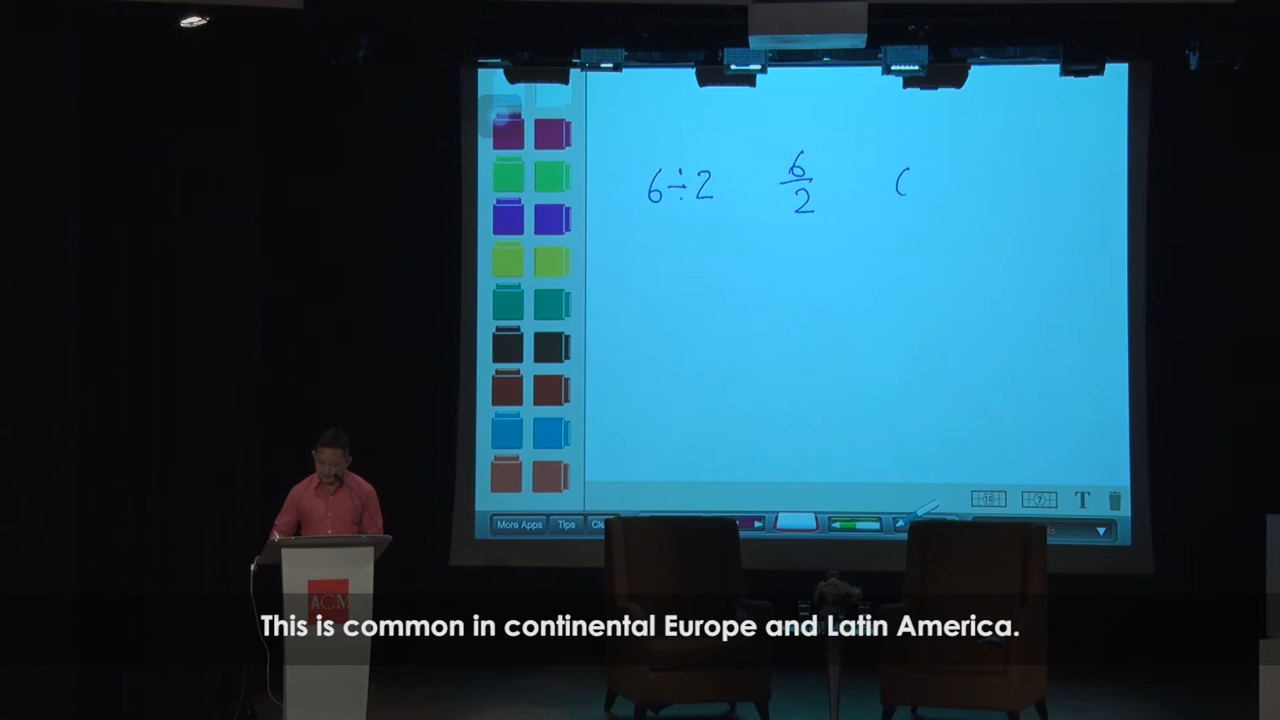 6÷2 6/2 (
More Apps Tips
T
ACM
This is common in continental Europe and Latin America.